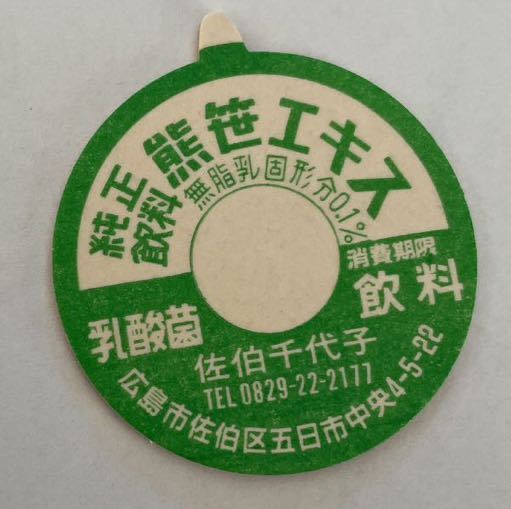 純正
飲料
熊笹エキス
無脂乳固形分0.1%
消費期限
乳酸菌
飲料
佐伯千代子
TEL 0829-22-2177
広島市佐伯区五日市中央4-5-22